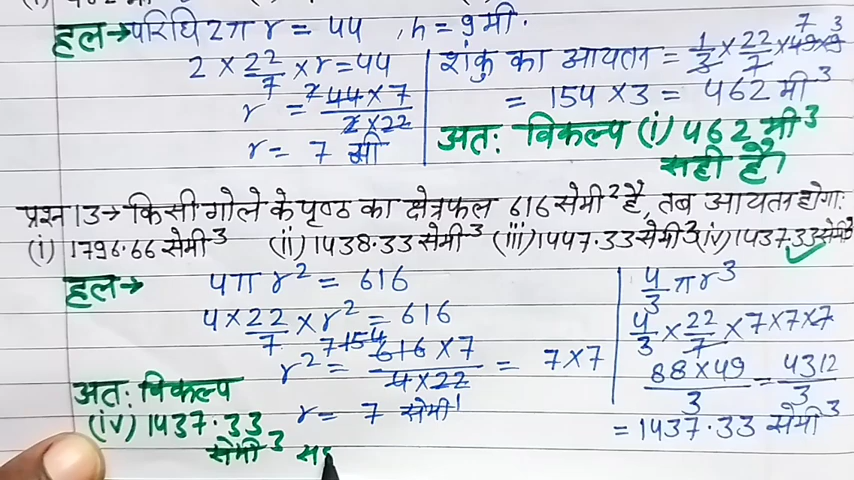 हल→ परिधि 2πr = 44 , h = 9 मी.
2 × 22/7 × r = 44
r = 44 × 7 / 2 × 22
r = 7 मी
शंकु का आयतन = 1/3 × 22/7 × 49 × 9
= 154 × 3 = 462 मी³
अतः विकल्प (i) 462 मी³
सही है।
प्रश्न 13→ किसी गोले के पृष्ठ का क्षेत्रफल 616 सेमी² है, तब आयतन होगा:
(i) 1796.66 सेमी³ (ii) 1438.33 सेमी³ (iii) 1447.33 सेमी³ (iv) 1437.33 सेमी³
हल→ 4πr² = 616
4 × 22/7 × r² = 616
r² = 616 × 7 / 4 × 22 = 7 × 7
r = 7 सेमी
4/3 πr³
4/3 × 22/7 × 7 × 7 × 7
88 × 49 / 3 = 4312 / 3
= 1437.33 सेमी³
अतः विकल्प
(iv) 1437.33
सेमी³